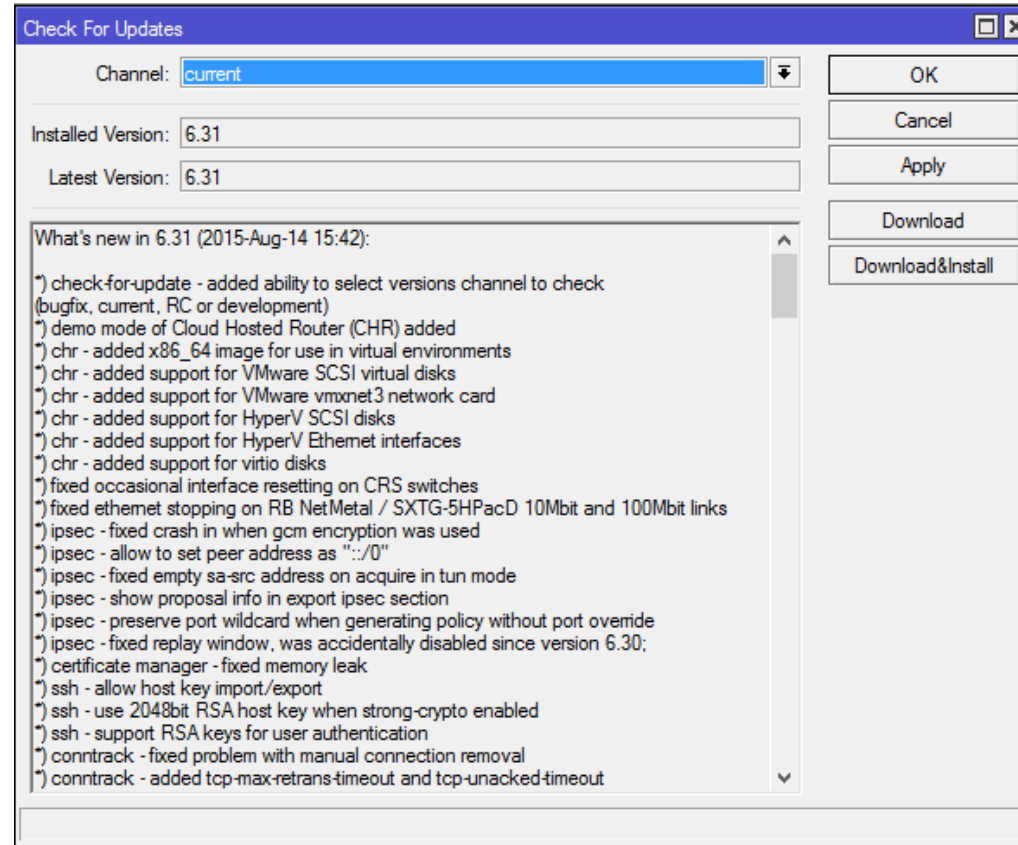 Check For Updates
Channel: current
OK
Cancel
Installed Version: 6.31
Apply
Latest Version: 6.31
Download
Download&Install
What's new in 6.31 (2015-Aug-14 15:42):
*) check-for-update - added ability to select versions channel to check
(bugfix, current, RC or development)
*) demo mode of Cloud Hosted Router (CHR) added
*) chr - added x86_64 image for use in virtual environments
*) chr - added support for VMware SCSI virtual disks
*) chr - added support for VMware vmxnet3 network card
*) chr - added support for HyperV SCSI disks
*) chr - added support for HyperV Ethernet interfaces
*) chr - added support for virtio disks
*) fixed occasional interface resetting on CRS switches
*) fixed ethernet stopping on RB NetMetal / SXTG-5HPacD 10Mbit and 100Mbit links
*) ipsec - fixed crash in when gcm encryption was used
*) ipsec - allow to set peer address as "::/0"
*) ipsec - fixed empty sa-src address on acquire in tun mode
*) ipsec - show proposal info in export ipsec section
*) ipsec - preserve port wildcard when generating policy without port override
*) ipsec - fixed replay window, was accidentally disabled since version 6.30;
*) certificate manager - fixed memory leak
*) ssh - allow host key import/export
*) ssh - use 2048bit RSA host key when strong-crypto enabled
*) ssh - support RSA keys for user authentication
*) conntrack - fixed problem with manual connection removal
*) conntrack - added tcp-max-retrans-timeout and tcp-unacked-timeout